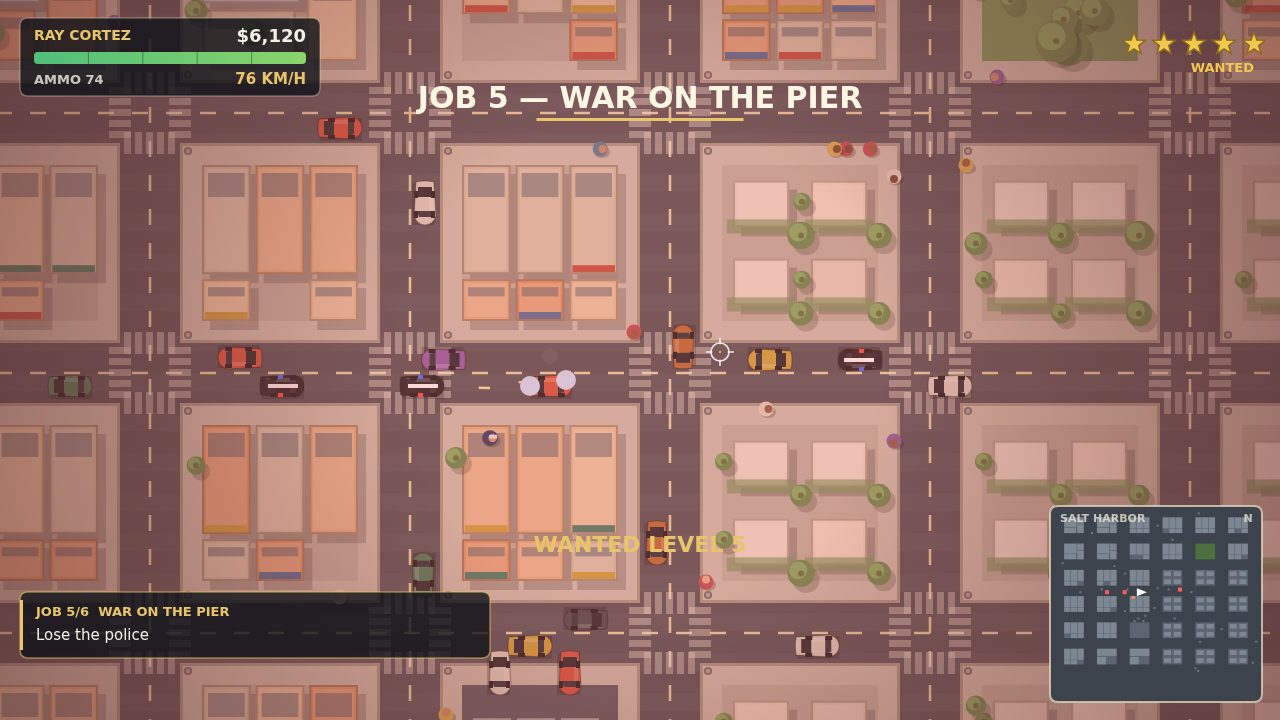 RAY CORTEZ $6,120
AMMO 74 76 KM/H
WANTED
JOB 5 — WAR ON THE PIER
WANTED LEVEL 5
JOB 5/6 WAR ON THE PIER
Lose the police
SALT HARBOR N